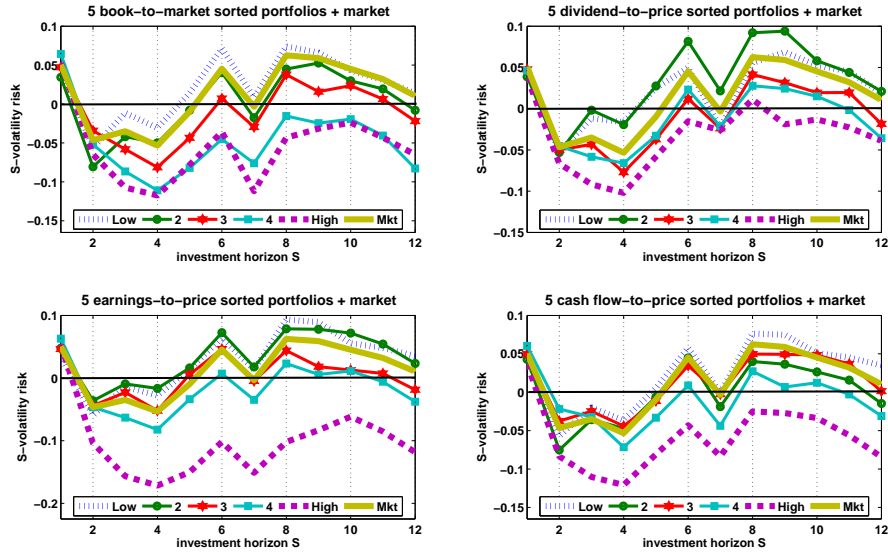 5 book−to−market sorted portfolios + market
S−volatility risk
0.1
0.05
0
−0.05
−0.1
−0.15
Low 2 3 4 High Mkt
2 4 6 8 10 12
investment horizon S
5 dividend−to−price sorted portfolios + market
S−volatility risk
0.1
0.05
0
−0.05
−0.1
−0.15
Low 2 3 4 High Mkt
2 4 6 8 10 12
investment horizon S
5 earnings−to−price sorted portfolios + market
S−volatility risk
0.1
0
−0.1
−0.2
Low 2 3 4 High Mkt
2 4 6 8 10 12
investment horizon S
5 cash flow−to−price sorted portfolios + market
S−volatility risk
0.1
0.05
0
−0.05
−0.1
−0.15
Low 2 3 4 High Mkt
2 4 6 8 10 12
investment horizon S